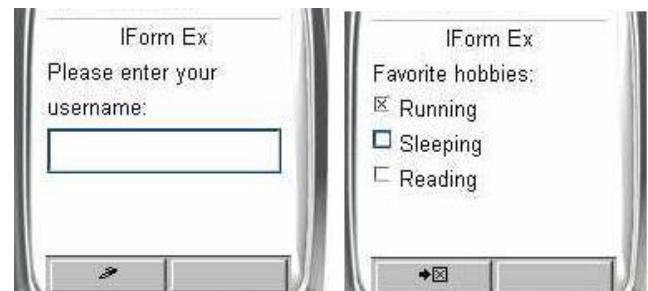 IForm Ex
Please enter your
username:
IForm Ex
Favorite hobbies:
Running
Sleeping
Reading